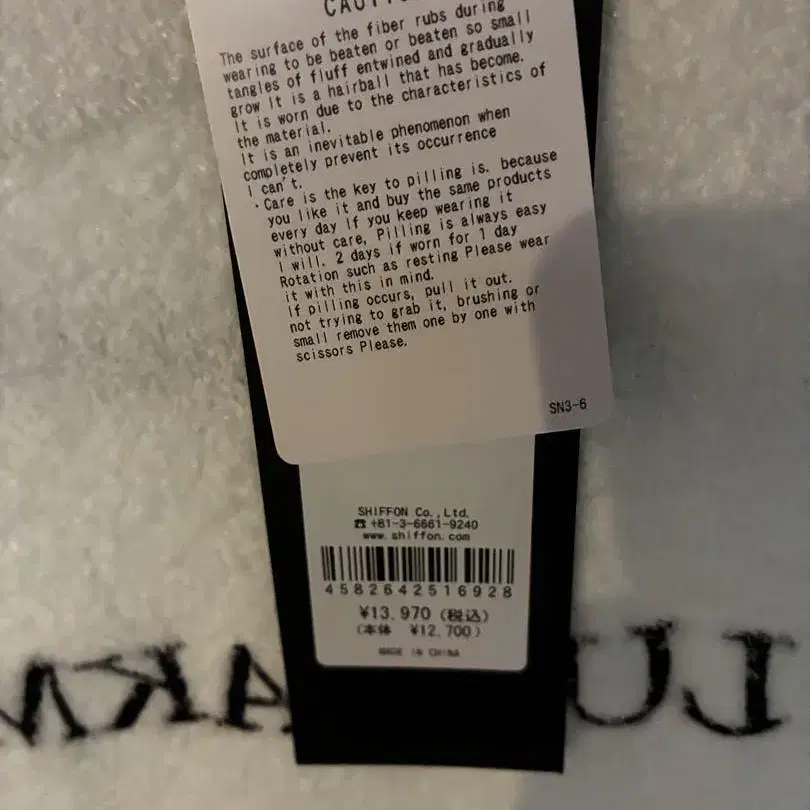 CAUTION
The surface of the fiber rubs during
wearing to be beaten or beaten so small
tangles of fluff entwined and gradually
grow It is a hairball that has become.
It is worn due to the characteristics of
the material.
It is an inevitable phenomenon when
completely prevent its occurrence
I can't.
・Care is the key to pilling is. because
you like it and buy the same products
every day If you keep wearing it
without care, Pilling is always easy
I will. 2 days if worn for 1 day
Rotation such as resting Please wear
it with this in mind.
If pilling occurs, pull it out.
not trying to grab it, brushing or
small remove them one by one with
scissors Please.
SN3-6
SHIFFON Co.,Ltd.
☎ +81-3-6661-9240
www.shiffon.com
4582642516928
¥13,970 (税込)
(本体 ¥12,700)
MADE IN CHINA